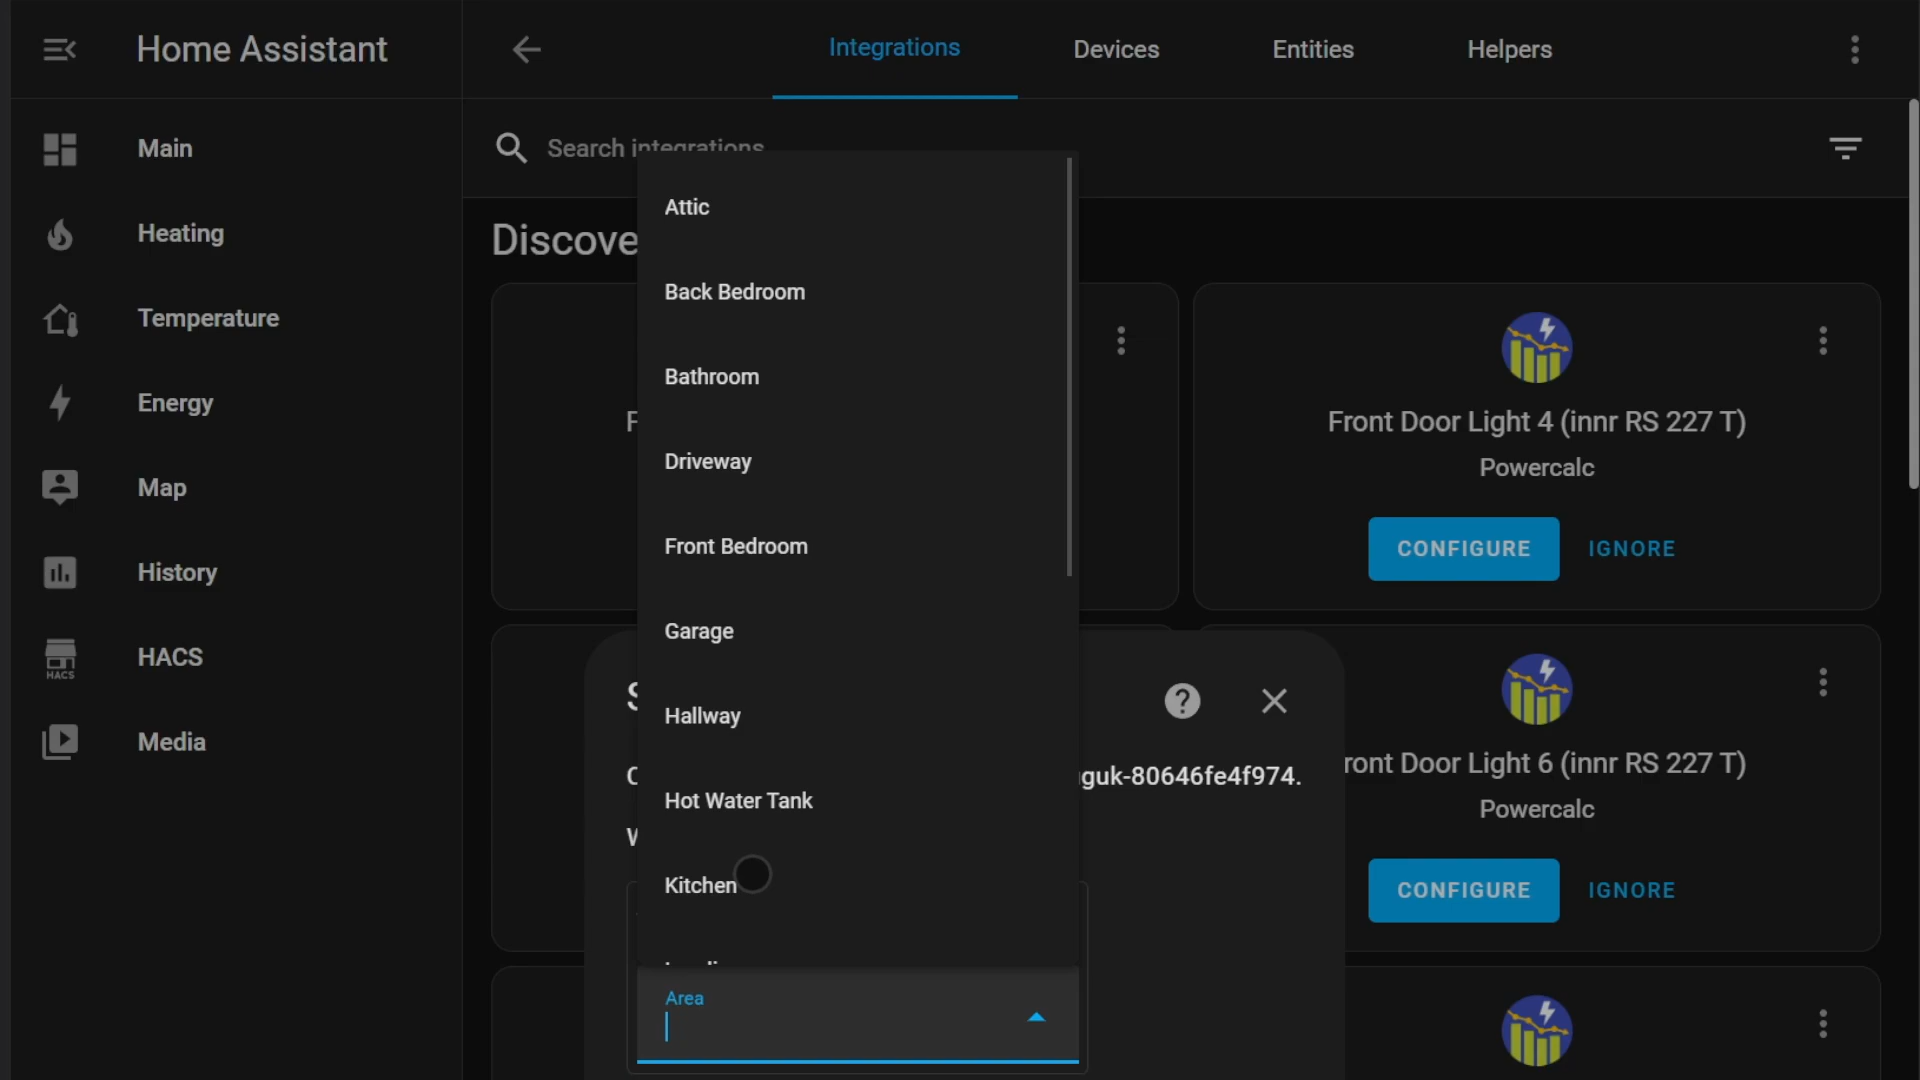 Home Assistant
Integrations
Devices
Entities
Helpers
Main
Heating
Temperature
Energy
Map
History
HACS
HACS
Media
Search integrations
Discove
Attic
Back Bedroom
Bathroom
Driveway
Front Bedroom
Garage
Hallway
Hot Water Tank
Kitchen
Area
F
Front Door Light 4 (innr RS 227 T)
Powercalc
CONFIGURE
IGNORE
guk-80646fe4f974.
ront Door Light 6 (innr RS 227 T)
Powercalc
CONFIGURE
IGNORE